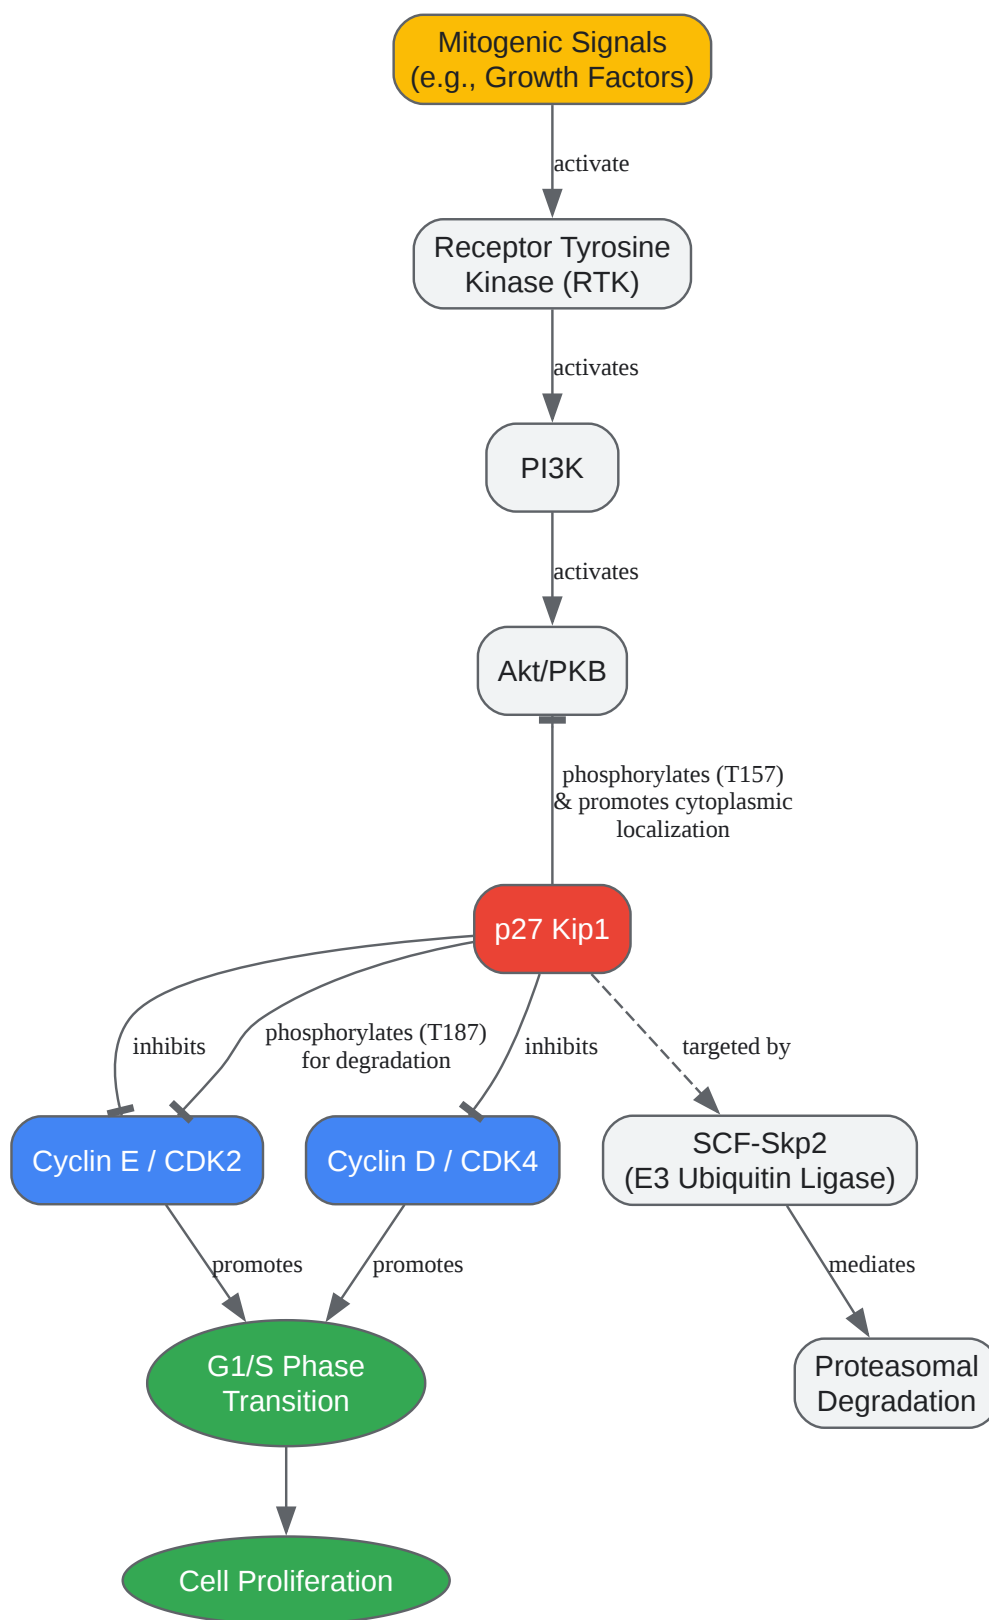 Mitogenic Signals
(e.g., Growth Factors)
activate
Receptor Tyrosine
Kinase (RTK)
activates
PI3K
activates
Akt/PKB
phosphorylates (T157)
& promotes cytoplasmic
localization
p27 Kip1
inhibits
phosphorylates (T187)
for degradation
inhibits
targeted by
Cyclin E / CDK2
Cyclin D / CDK4
SCF-Skp2
(E3 Ubiquitin Ligase)
promotes
promotes
mediates
G1/S Phase
Transition
Proteasomal
Degradation
Cell Proliferation